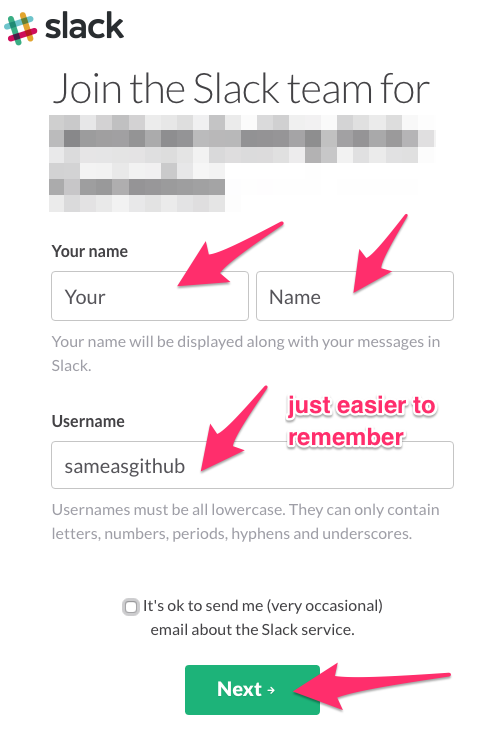 slack
Join the Slack team for
Your name
Your Name
Your name will be displayed along with your messages in
Slack.
just easier to
remember
Username
sameasgithub
Usernames must be all lowercase. They can only contain
letters, numbers, periods, hyphens and underscores.
It's ok to send me (very occasional)
email about the Slack service.
Next →